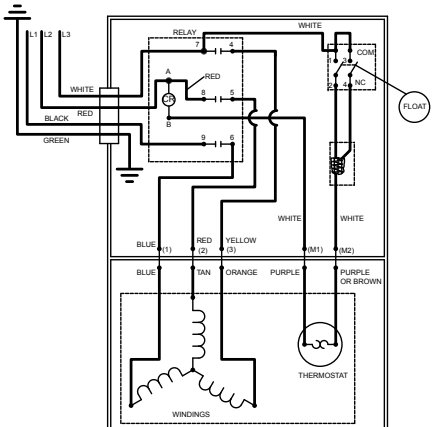 WHITE
RELAY
L1 L2 L3
7 4
COM
1 3
A
RED
WHITE
CR
8 5
2 4 NC
FLOAT
RED
B
BLACK
9 6
GREEN
WHITE WHITE
BLUE (1) RED (2) YELLOW (3) (M1) (M2)
BLUE TAN ORANGE PURPLE PURPLE
OR BROWN
THERMOSTAT
WINDINGS